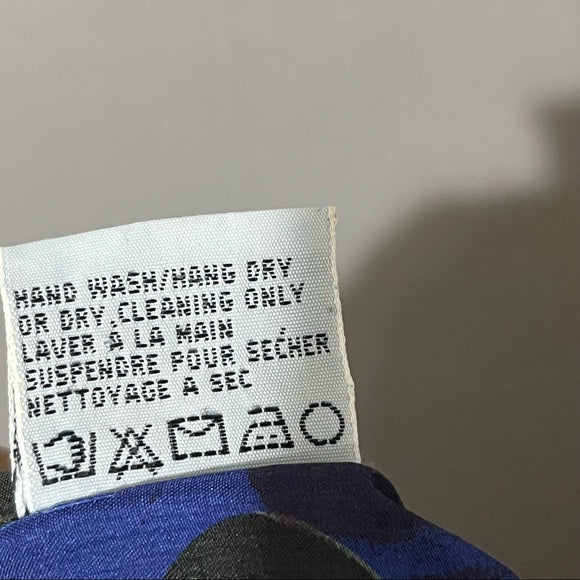 HAND WASH/HANG DRY
OR DRY CLEANING ONLY
LAVER À LA MAIN
SUSPENDRE POUR SÉCHER
NETTOYAGE A SEC